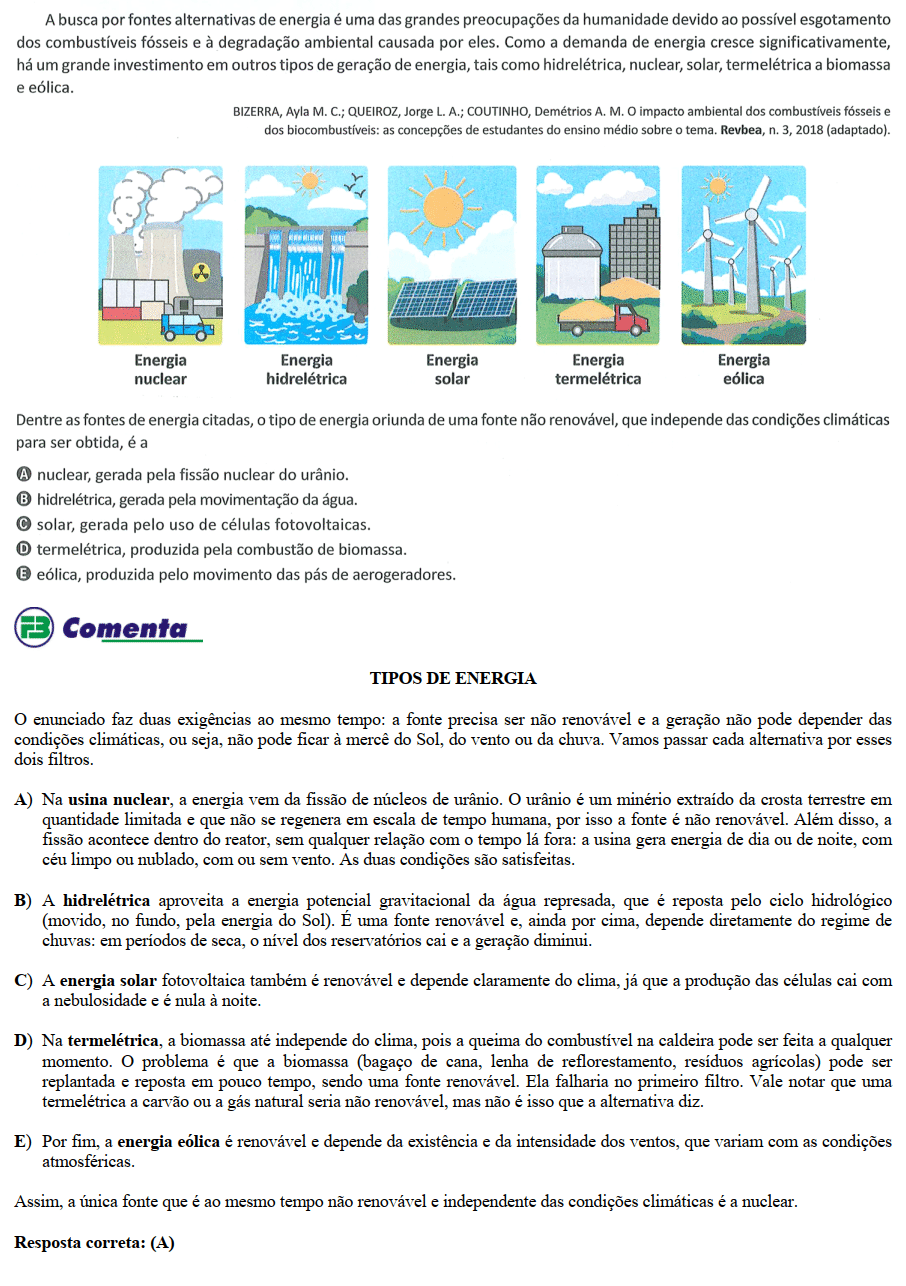 A busca por fontes alternativas de energia é uma das grandes preocupações da humanidade devido ao possível esgotamento
dos combustíveis fósseis e à degradação ambiental causada por eles. Como a demanda de energia cresce significativamente,
há um grande investimento em outros tipos de geração de energia, tais como hidrelétrica, nuclear, solar, termelétrica a biomassa
e eólica.
BIZERRA, Ayla M. C.; QUEIROZ, Jorge L. A.; COUTINHO, Demétrios A. M. O impacto ambiental dos combustíveis fósseis e
dos biocombustíveis: as concepções de estudantes do ensino médio sobre o tema. Revbea, n. 3, 2018 (adaptado).
Energia
nuclear
Energia
hidrelétrica
Energia
solar
Energia
termelétrica
Energia
eólica
Dentre as fontes de energia citadas, o tipo de energia oriunda de uma fonte não renovável, que independe das condições climáticas
para ser obtida, é a
A nuclear, gerada pela fissão nuclear do urânio.
B hidrelétrica, gerada pela movimentação da água.
C solar, gerada pelo uso de células fotovoltaicas.
D termelétrica, produzida pela combustão de biomassa.
E eólica, produzida pelo movimento das pás de aerogeradores.
FB Comenta
TIPOS DE ENERGIA
O enunciado faz duas exigências ao mesmo tempo: a fonte precisa ser não renovável e a geração não pode depender das
condições climáticas, ou seja, não pode ficar à mercê do Sol, do vento ou da chuva. Vamos passar cada alternativa por esses
dois filtros.
A) Na usina nuclear, a energia vem da fissão de núcleos de urânio. O urânio é um minério extraído da crosta terrestre em
quantidade limitada e que não se regenera em escala de tempo humana, por isso a fonte é não renovável. Além disso, a
fissão acontece dentro do reator, sem qualquer relação com o tempo lá fora: a usina gera energia de dia ou de noite, com
céu limpo ou nublado, com ou sem vento. As duas condições são satisfeitas.
B) A hidrelétrica aproveita a energia potencial gravitacional da água represada, que é reposta pelo ciclo hidrológico
(movido, no fundo, pela energia do Sol). É uma fonte renovável e, ainda por cima, depende diretamente do regime de
chuvas: em períodos de seca, o nível dos reservatórios cai e a geração diminui.
C) A energia solar fotovoltaica também é renovável e depende claramente do clima, já que a produção das células cai com
a nebulosidade e é nula à noite.
D) Na termelétrica, a biomassa até independe do clima, pois a queima do combustível na caldeira pode ser feita a qualquer
momento. O problema é que a biomassa (bagaço de cana, lenha de reflorestamento, resíduos agrícolas) pode ser
replantada e reposta em pouco tempo, sendo uma fonte renovável. Ela falharia no primeiro filtro. Vale notar que uma
termelétrica a carvão ou a gás natural seria não renovável, mas não é isso que a alternativa diz.
E) Por fim, a energia eólica é renovável e depende da existência e da intensidade dos ventos, que variam com as condições
atmosféricas.
Assim, a única fonte que é ao mesmo tempo não renovável e independente das condições climáticas é a nuclear.
Resposta correta: (A)